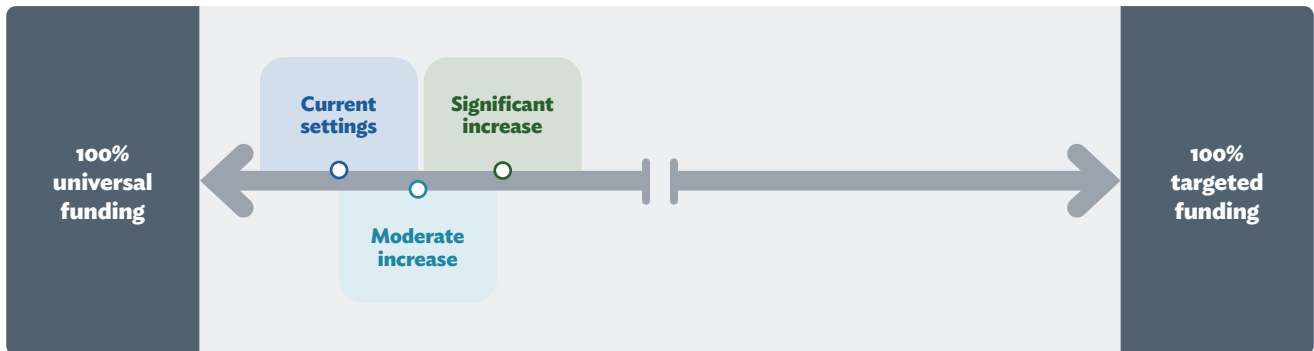 100%
universal
funding
Current
settings
Significant
increase
Moderate
increase
100%
targeted
funding